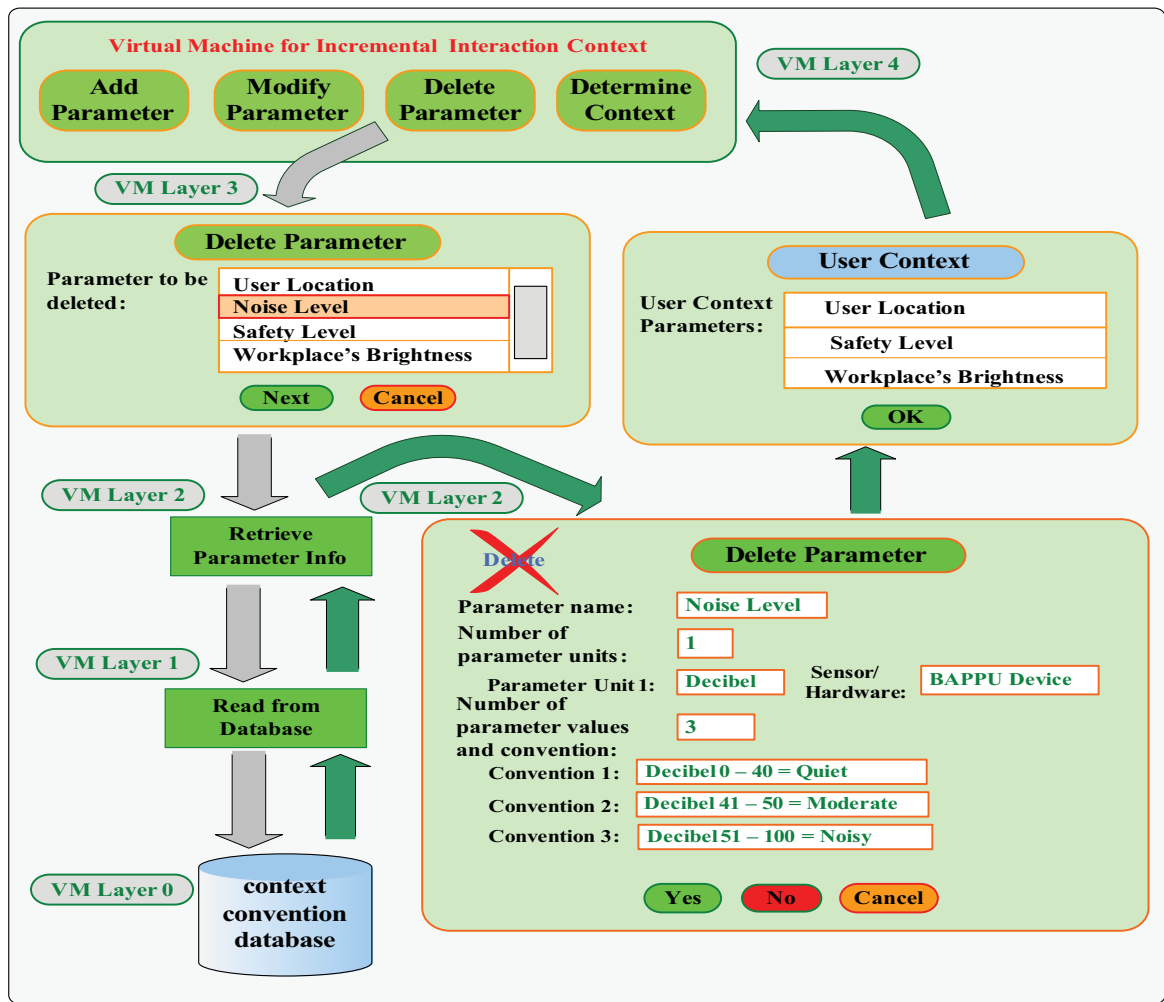 Virtual Machine for Incremental Interaction Context
VM Layer 4
Add
Parameter
Modify
Parameter
Delete
Parameter
Determine
Context
VM Layer 3
Delete Parameter
Parameter to be
deleted:
User Location
Noise Level
Safety Level
Workplace's Brightness
Next
Cancel
User Context
User Context
Parameters:
User Location
Safety Level
Workplace's Brightness
OK
VM Layer 2
VM Layer 2
Retrieve
Parameter Info
VM Layer 1
Read from
Database
VM Layer 0
context
convention
database
Delete
Delete Parameter
Parameter name:
Noise Level
Number of
parameter units:
1
Parameter Unit 1:
Decibel
Sensor/
Hardware:
BAPPU Device
Number of
parameter values
and convention:
3
Convention 1:
Decibel 0 – 40 = Quiet
Convention 2:
Decibel 41 – 50 = Moderate
Convention 3:
Decibel 51 – 100 = Noisy
Yes
No
Cancel